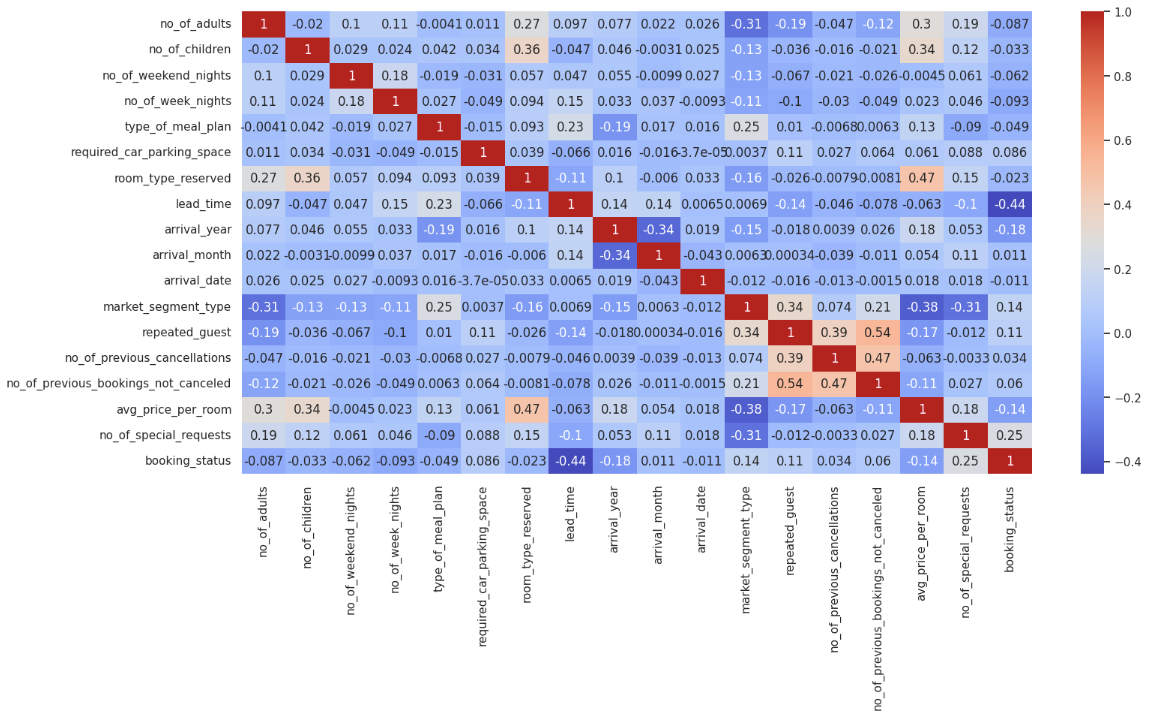 no_of_adults 1 -0.02 0.1 0.11 -0.0041 0.011 0.27 0.097 0.077 0.022 0.026 -0.31 -0.19 -0.047 -0.12 0.3 0.19 -0.087
no_of_children -0.02 1 0.029 0.024 0.042 0.034 0.36 -0.047 0.046 -0.0031 0.025 -0.13 -0.036 -0.016 -0.021 0.34 0.12 -0.033
no_of_weekend_nights 0.1 0.029 1 0.18 -0.019 -0.031 0.057 0.047 0.055 -0.0099 0.027 -0.13 -0.067 -0.021 -0.026 -0.0045 0.061 -0.062
no_of_week_nights 0.11 0.024 0.18 1 0.027 -0.049 0.094 0.15 0.033 0.037 -0.0093 -0.11 -0.1 -0.03 -0.049 0.023 0.046 -0.093
type_of_meal_plan -0.0041 0.042 -0.019 0.027 1 -0.015 0.093 0.23 -0.19 0.017 0.016 0.25 0.01 -0.0068 0.0063 0.13 -0.09 -0.049
required_car_parking_space 0.011 0.034 -0.031 -0.049 -0.015 1 0.039 -0.066 0.016 -0.016 -3.7e-05 0.0037 0.11 0.027 0.064 0.061 0.088 0.086
room_type_reserved 0.27 0.36 0.057 0.094 0.093 0.039 1 -0.11 0.1 -0.006 0.033 -0.16 -0.026 -0.0079 -0.0081 0.47 0.15 -0.023
lead_time 0.097 -0.047 0.047 0.15 0.23 -0.066 -0.11 1 0.14 0.14 0.0065 0.0069 -0.14 -0.046 -0.078 -0.063 -0.1 -0.44
arrival_year 0.077 0.046 0.055 0.033 -0.19 0.016 0.1 0.14 1 -0.34 0.019 -0.15 -0.018 0.0039 0.026 0.18 0.053 -0.18
arrival_month 0.022 -0.0031 -0.0099 0.037 0.017 -0.016 -0.006 0.14 -0.34 1 -0.043 0.0063 0.00034 -0.039 -0.011 0.054 0.11 0.011
arrival_date 0.026 0.025 0.027 -0.0093 0.016 -3.7e-05 0.033 0.0065 0.019 -0.043 1 -0.012 -0.016 -0.013 -0.0015 0.018 0.018 -0.011
market_segment_type -0.31 -0.13 -0.13 -0.11 0.25 0.0037 -0.16 0.0069 -0.15 0.0063 -0.012 1 0.34 0.074 0.21 -0.38 -0.31 0.14
repeated_guest -0.19 -0.036 -0.067 -0.1 0.01 0.11 -0.026 -0.14 -0.018 0.00034 -0.016 0.34 1 0.39 0.54 -0.17 -0.012 0.11
no_of_previous_cancellations -0.047 -0.016 -0.021 -0.03 -0.0068 0.027 -0.0079 -0.046 0.0039 -0.039 -0.013 0.074 0.39 1 0.47 -0.063 -0.0033 0.034
no_of_previous_bookings_not_canceled -0.12 -0.021 -0.026 -0.049 0.0063 0.064 -0.0081 -0.078 0.026 -0.011 -0.0015 0.21 0.54 0.47 1 -0.11 0.027 0.06
avg_price_per_room 0.3 0.34 -0.0045 0.023 0.13 0.061 0.47 -0.063 0.18 0.054 0.018 -0.38 -0.17 -0.063 -0.11 1 0.18 -0.14
no_of_special_requests 0.19 0.12 0.061 0.046 -0.09 0.088 0.15 -0.1 0.053 0.11 0.018 -0.31 -0.012 -0.0033 0.027 0.18 1 0.25
booking_status -0.087 -0.033 -0.062 -0.093 -0.049 0.086 -0.023 -0.44 -0.18 0.011 -0.011 0.14 0.11 0.034 0.06 -0.14 0.25 1
no_of_adults
no_of_children
no_of_weekend_nights
no_of_week_nights
type_of_meal_plan
required_car_parking_space
room_type_reserved
lead_time
arrival_year
arrival_month
arrival_date
market_segment_type
repeated_guest
no_of_previous_cancellations
no_of_previous_bookings_not_canceled
avg_price_per_room
no_of_special_requests
booking_status
1.0
0.8
0.6
0.4
0.2
0.0
−0.2
−0.4